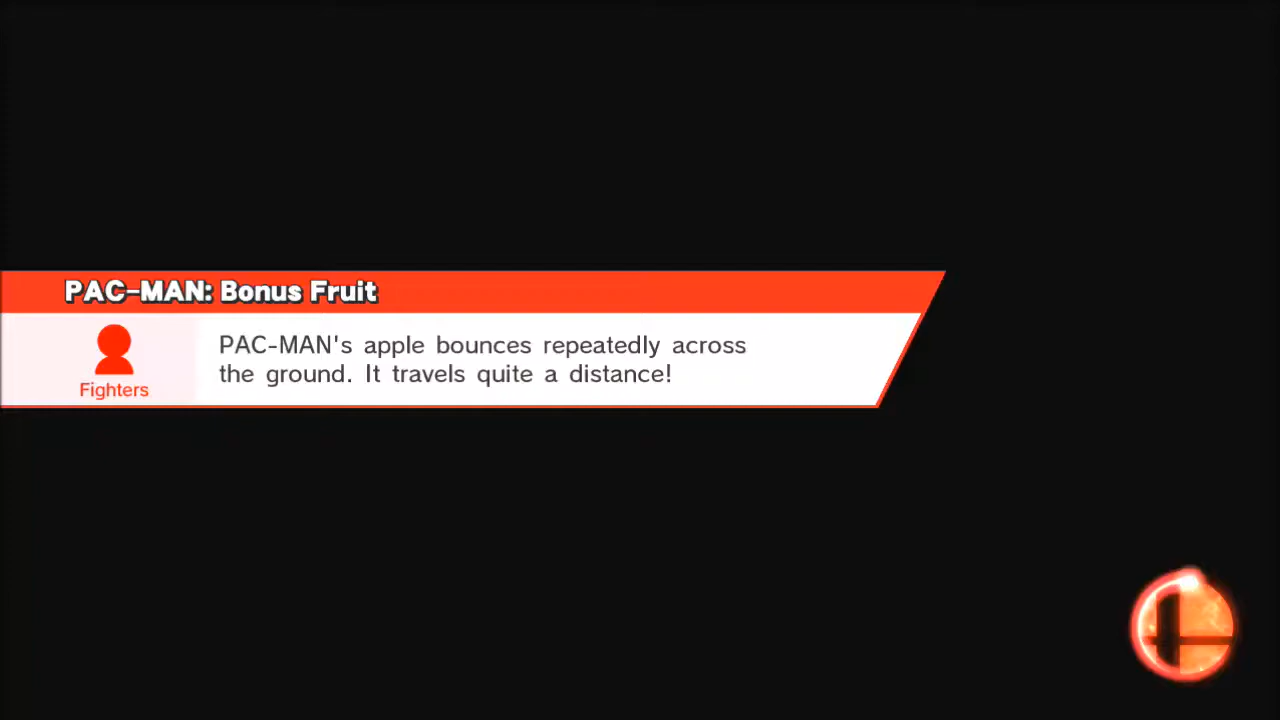 PAC-MAN: Bonus Fruit
PAC-MAN's apple bounces repeatedly across
the ground. It travels quite a distance!
Fighters